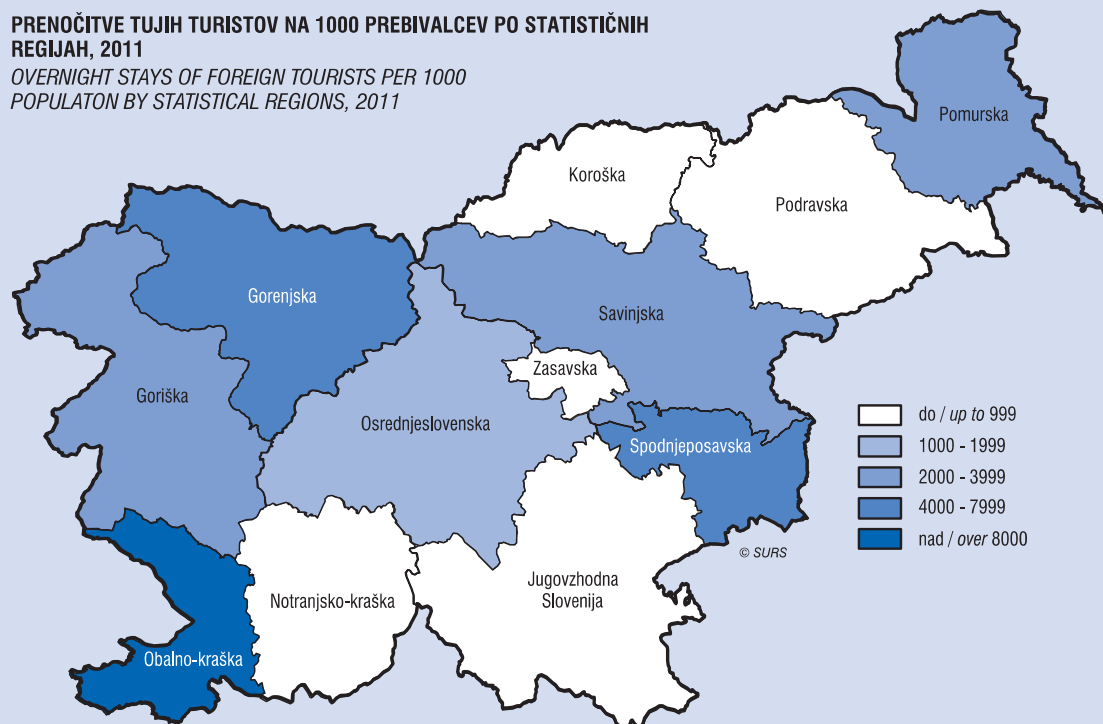 PRENOČITVE TUJIH TURISTOV NA 1000 PREBIVALCEV PO STATISTIČNIH
REGIJAH, 2011
OVERNIGHT STAYS OF FOREIGN TOURISTS PER 1000
POPULATON BY STATISTICAL REGIONS, 2011
Pomurska
Koroška
Podravska
Gorenjska
Savinjska
Zasavska
Goriška
Osrednjeslovenska
Spodnjeposavska
do / up to 999
1000 - 1999
2000 - 3999
4000 - 7999
nad / over 8000
© SURS
Jugovzhodna
Slovenija
Notranjsko-kraška
Obalno-kraška